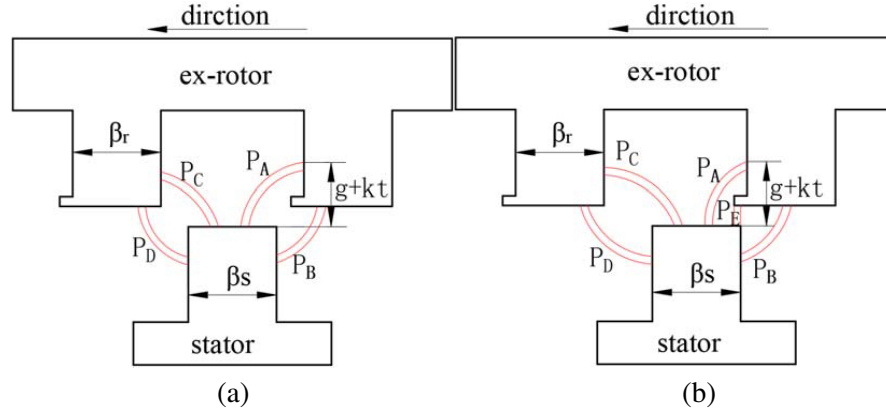 dirction
dirction
ex-rotor
ex-rotor
βr
βr
PC
PA
g+kt
PC
PA
g+kt
PE
PD
PB
PD
PB
βs
βs
stator
stator
(a)
(b)